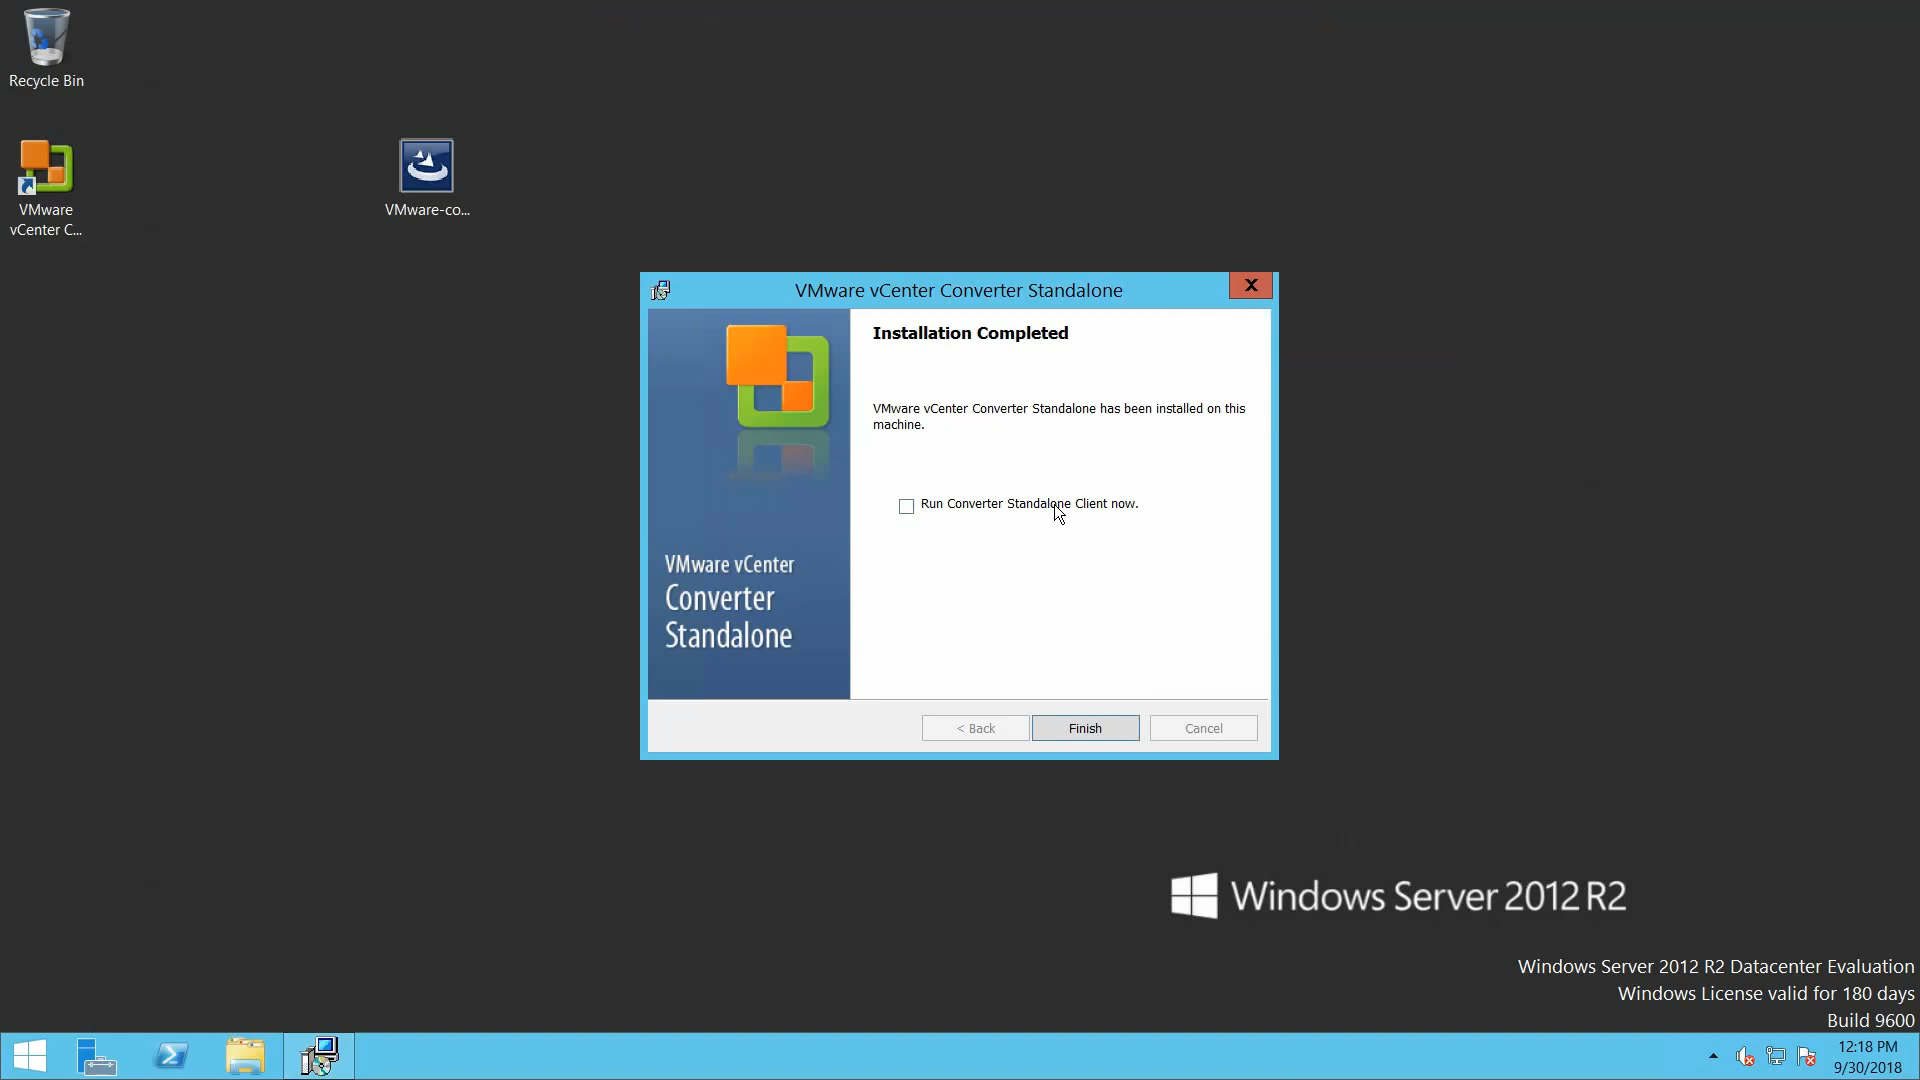 Recycle Bin
VMware
vCenter C...
VMware-co...
VMware vCenter Converter Standalone
X
Installation Completed
VMware vCenter Converter Standalone has been installed on this
machine.
Run Converter Standalone Client now.
VMware vCenter
Converter
Standalone
< Back
Finish
Cancel
Windows Server 2012 R2
Windows Server 2012 R2 Datacenter Evaluation
Windows License valid for 180 days
Build 9600
12:18 PM
9/30/2018